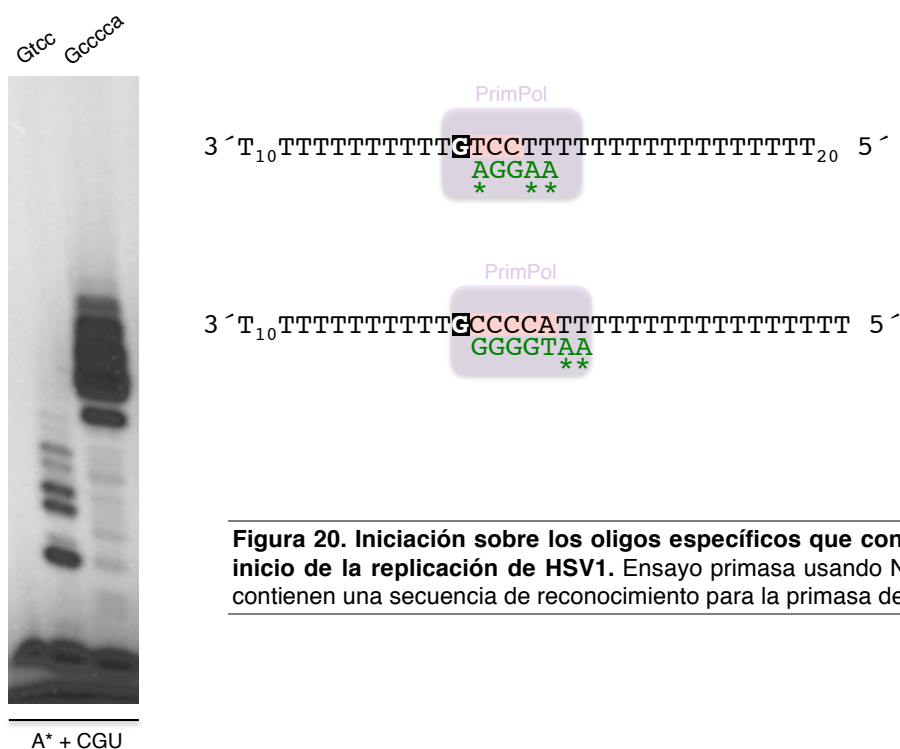 Gtcc Gcccca
PrimPol
3´T10TTTTTTTTTTGTCCTTTTTTTTTTTTTTTTTT20 5´
AGGAA
* **
PrimPol
3´T10TTTTTTTTTTGCCCCATTTTTTTTTTTTTTTTT 5´
GGGGTAA
**
Figura 20. Iniciación sobre los oligos específicos que con
inicio de la replicación de HSV1. Ensayo primasa usando N
contienen una secuencia de reconocimiento para la primasa de
A* + CGU